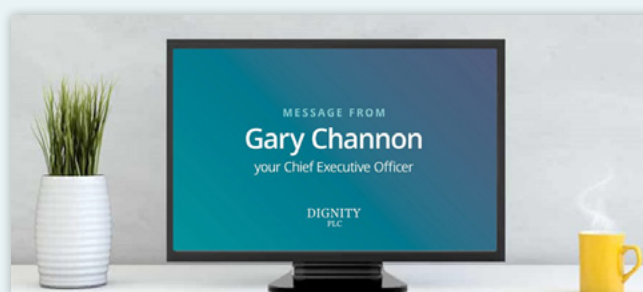 MESSAGE FROM
Gary Channon
your Chief Executive Officer
DIGNITY
PLC